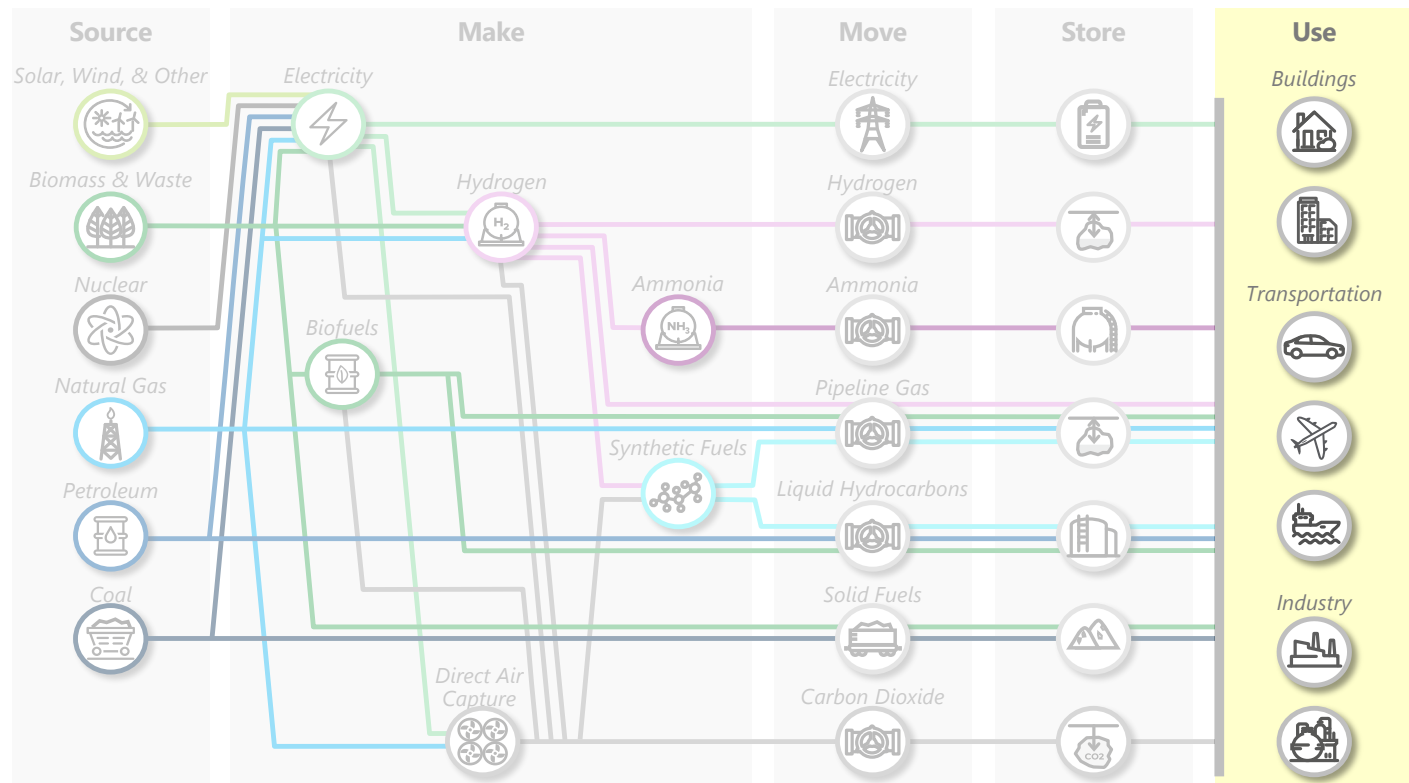 Source
Make
Move
Store
Use
Solar, Wind, & Other
Electricity
Electricity
Buildings
Biomass & Waste
Hydrogen
H2
Hydrogen
Nuclear
Ammonia
NH3
Ammonia
Transportation
Biofuels
Natural Gas
Pipeline Gas
Synthetic Fuels
Petroleum
Liquid Hydrocarbons
Coal
Solid Fuels
Industry
Direct Air
Capture
Carbon Dioxide
CO2